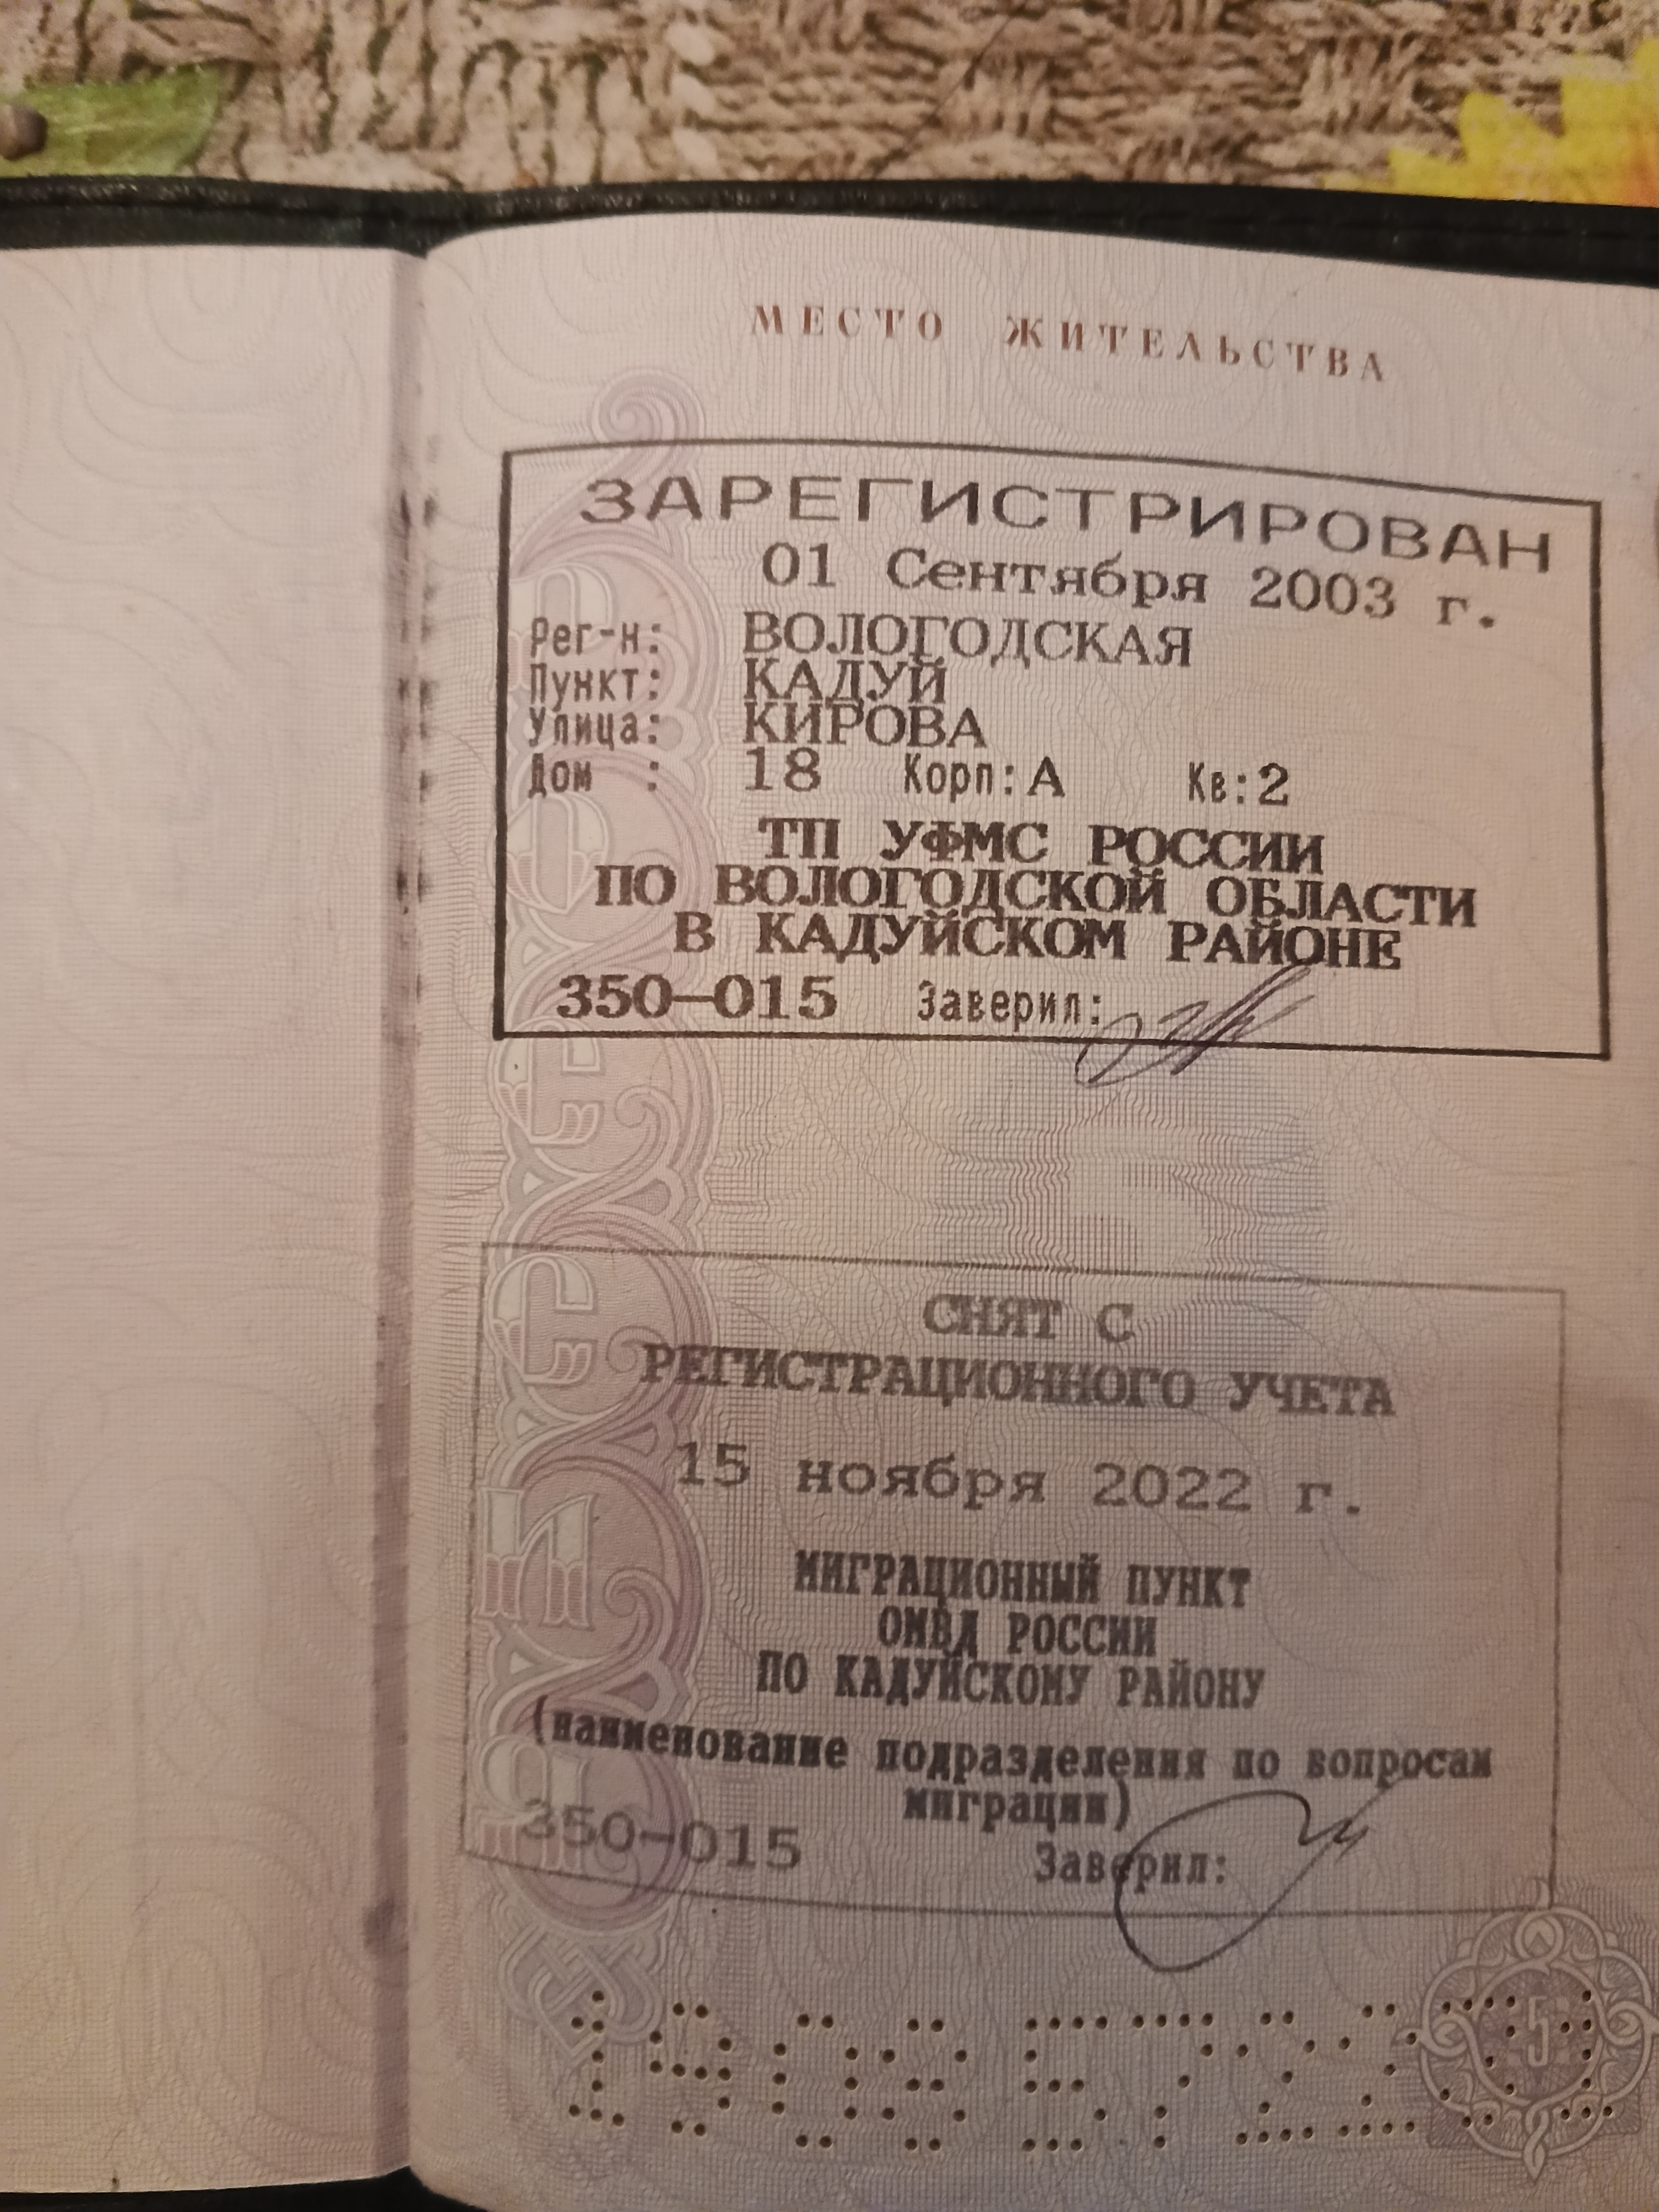 МЕСТО ЖИТЕЛЬСТВА
ЗАРЕГИСТРИРОВАН
01 Сентября 2003 г.
Рег-н: ВОЛОГОДСКАЯ
Пункт: КАДУЙ
Улица: КИРОВА
Дом : 18 Корп: А Кв: 2
ТП УФМС РОССИИ
ПО ВОЛОГОДСКОЙ ОБЛАСТИ
В КАДУЙСКОМ РАЙОНЕ
350-015 Заверил:
СНЯТ С
РЕГИСТРАЦИОННОГО УЧЕТА
15 ноября 2022 г.
МИГРАЦИОННЫЙ ПУНКТ
ОМВД РОССИИ
ПО КАДУЙСКОМУ РАЙОНУ
(наименование подразделения по вопросам
миграции)
350-015 Заверил:
5